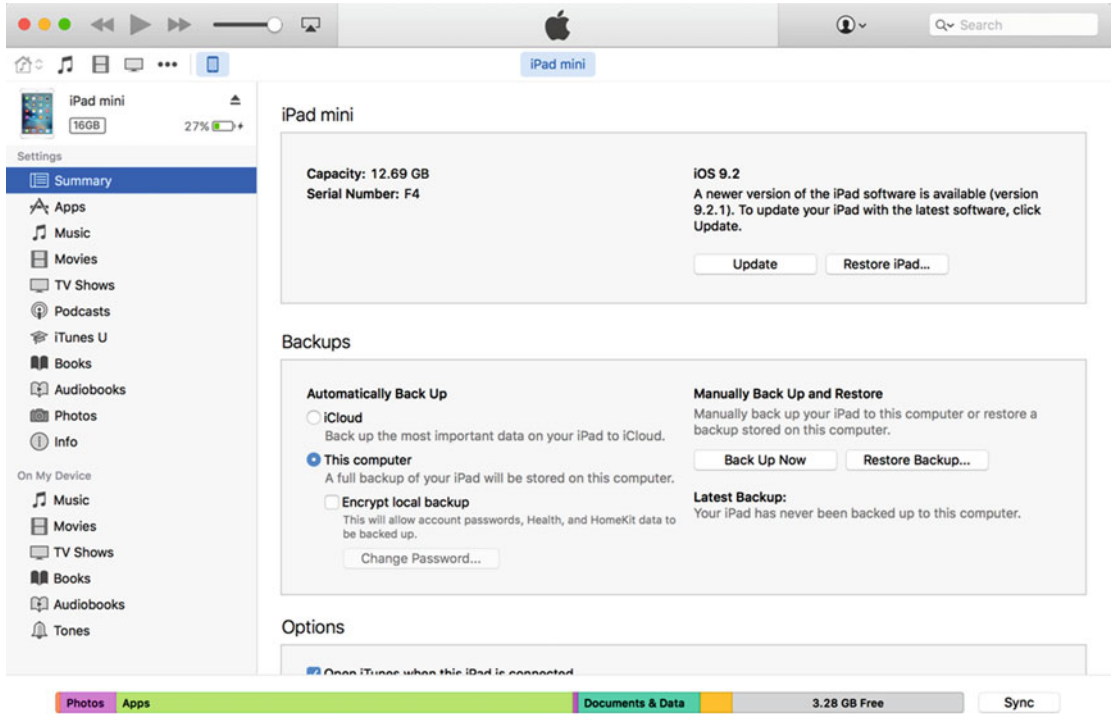 Search
iPad mini
iPad mini
16GB
27%
Settings
Summary
Apps
Music
Movies
TV Shows
Podcasts
iTunes U
Books
Audiobooks
Photos
Info
On My Device
Music
Movies
TV Shows
Books
Audiobooks
Tones
iPad mini
Capacity: 12.69 GB
Serial Number: F4
iOS 9.2
A newer version of the iPad software is available (version
9.2.1). To update your iPad with the latest software, click
Update.
Update
Restore iPad...
Backups
Automatically Back Up
iCloud
Back up the most important data on your iPad to iCloud.
This computer
A full backup of your iPad will be stored on this computer.
Encrypt local backup
This will allow account passwords, Health, and HomeKit data to
be backed up.
Change Password...
Manually Back Up and Restore
Manually back up your iPad to this computer or restore a
backup stored on this computer.
Back Up Now
Restore Backup...
Latest Backup:
Your iPad has never been backed up to this computer.
Options
Open iTunes when this iPad is connected
Photos
Apps
Documents & Data
3.28 GB Free
Sync